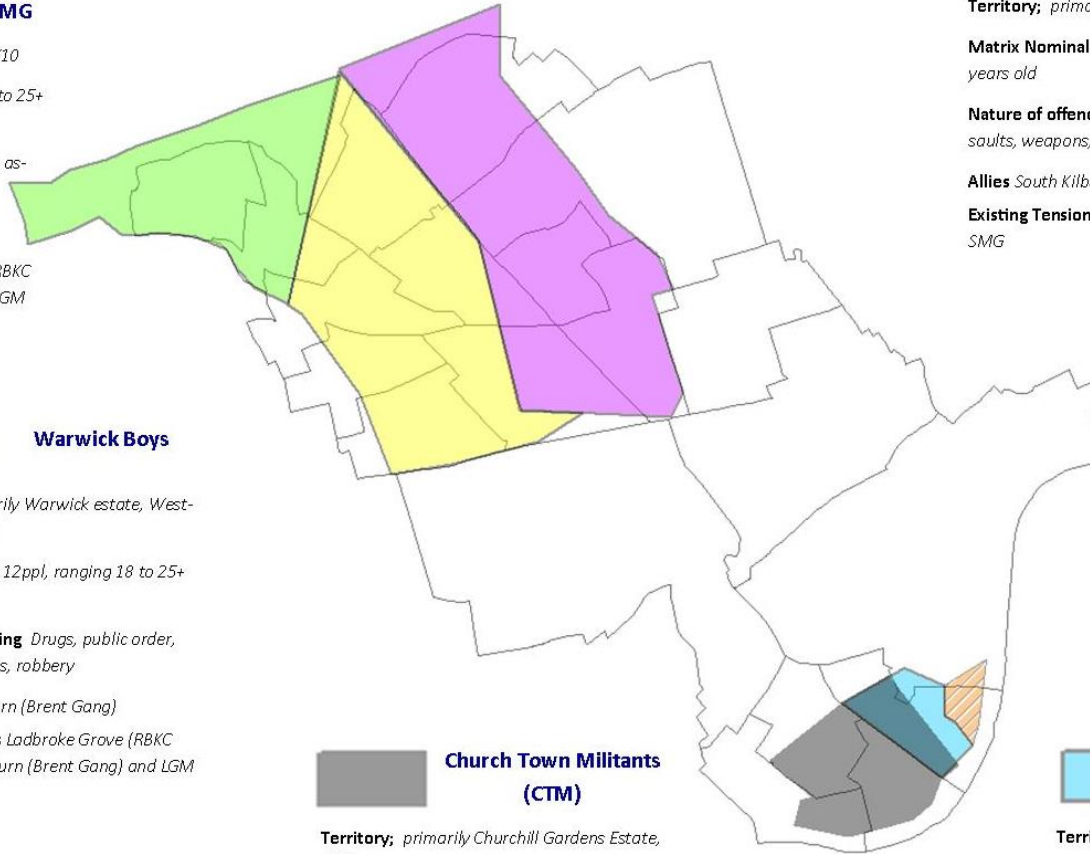 MG
10
to 25+
as-
RBKC
GM
Warwick Boys
rily Warwick estate, West-
12ppl, ranging 18 to 25+
ing Drugs, public order,
s, robbery
rn (Brent Gang)
s Ladbroke Grove (RBKC
urn (Brent Gang) and LGM
Church Town Militants
(CTM)
Territory; primarily Churchill Gardens Estate,
Territory; prima
Matrix Nominal
years old
Nature of offend
saults, weapons,
Allies South Kilb
Existing Tension
SMG
Terri